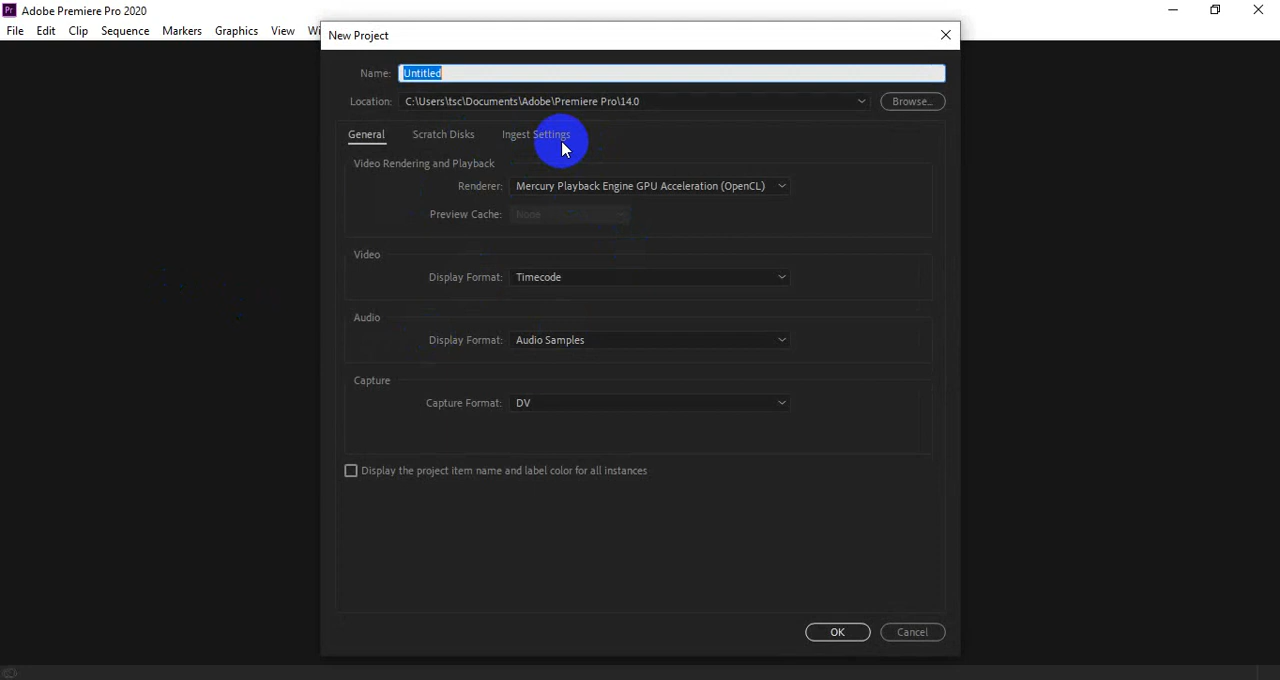 Pr Adobe Premiere Pro 2020
File Edit Clip Sequence Markers Graphics View Wi
New Project
Name: Untitled
Location: C:\Users\tsc\Documents\Adobe\Premiere Pro\14.0 Browse...
General Scratch Disks Ingest Settings
Video Rendering and Playback
Renderer: Mercury Playback Engine GPU Acceleration (OpenCL)
Preview Cache: None
Video
Display Format: Timecode
Audio
Display Format: Audio Samples
Capture
Capture Format: DV
Display the project item name and label color for all instances
OK Cancel